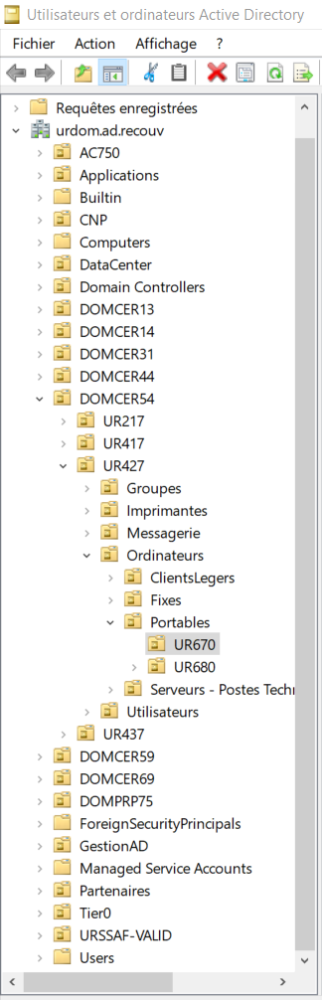 Utilisateurs et ordinateurs Active Directory
Fichier Action Affichage ?
Requêtes enregistrées
urdom.ad.recouv
AC750
Applications
Builtin
CNP
Computers
DataCenter
Domain Controllers
DOMCER13
DOMCER14
DOMCER31
DOMCER44
DOMCER54
UR217
UR417
UR427
Groupes
Imprimantes
Messagerie
Ordinateurs
ClientsLegers
Fixes
Portables
UR670
UR680
Serveurs - Postes Techn
Utilisateurs
UR437
DOMCER59
DOMCER69
DOMPRP75
ForeignSecurityPrincipals
GestionAD
Managed Service Accounts
Partenaires
Tier0
URSSAF-VALID
Users